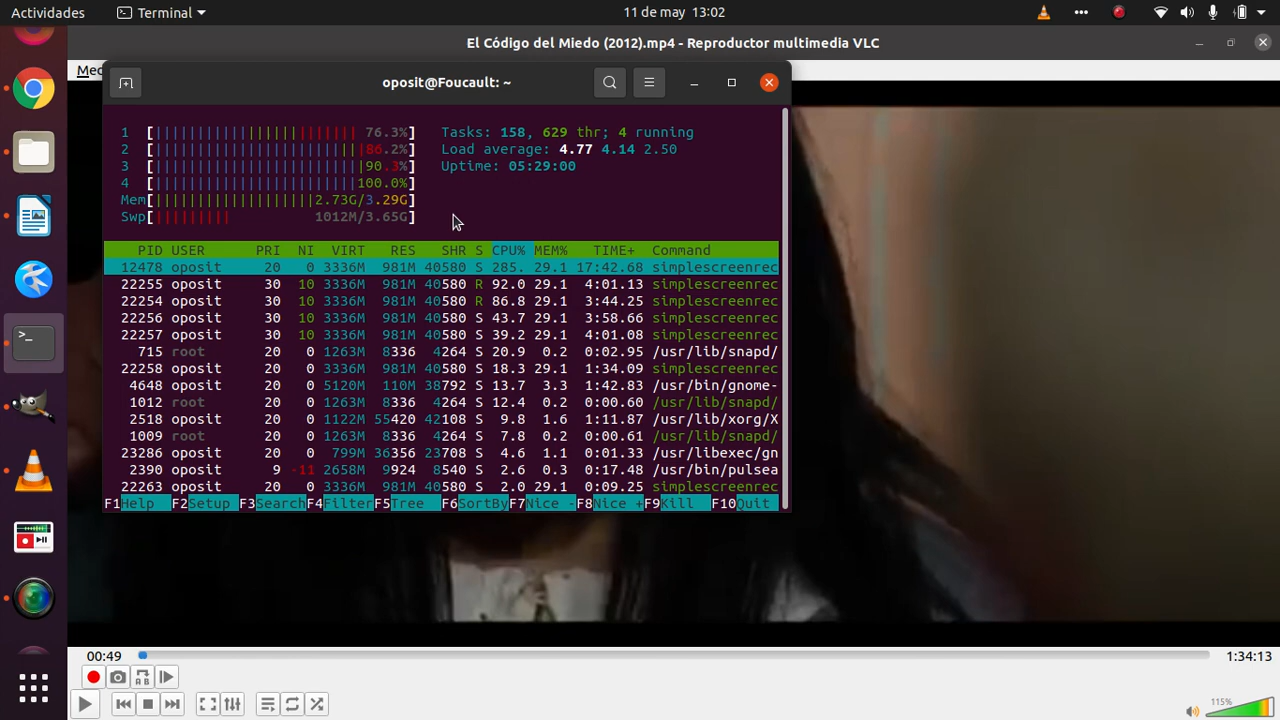 Actividades Terminal 11 de may 13:02
El Código del Miedo (2012).mp4 - Reproductor multimedia VLC
Med
oposit@Foucault: ~
1 [|||||||||||||||||||||||| 76.3%] Tasks: 158, 629 thr; 4 running
2 [|||||||||||||||||||||||||86.2%] Load average: 4.77 4.14 2.50
3 [|||||||||||||||||||||||||90.3%] Uptime: 05:29:00
4 [||||||||||||||||||||||||100.0%]
Mem[|||||||||||||||||||2.73G/3.29G]
Swp[||||||||| 1012M/3.65G]
PID USER PRI NI VIRT RES SHR S CPU% MEM% TIME+ Command
12478 oposit 20 0 3336M 981M 40580 S 285. 29.1 17:42.68 simplescreenrec
22255 oposit 30 10 3336M 981M 40580 R 92.0 29.1 4:01.13 simplescreenrec
22254 oposit 30 10 3336M 981M 40580 R 86.8 29.1 3:44.25 simplescreenrec
22256 oposit 30 10 3336M 981M 40580 S 43.7 29.1 3:58.66 simplescreenrec
22257 oposit 30 10 3336M 981M 40580 S 39.2 29.1 4:01.08 simplescreenrec
715 root 20 0 1263M 8336 4264 S 20.9 0.2 0:02.95 /usr/lib/snapd/
22258 oposit 20 0 3336M 981M 40580 S 18.3 29.1 1:34.09 simplescreenrec
4648 oposit 20 0 5120M 110M 38792 S 13.7 3.3 1:42.83 /usr/bin/gnome-
1012 root 20 0 1263M 8336 4264 S 12.4 0.2 0:00.60 /usr/lib/snapd/
2518 oposit 20 0 1122M 55420 42108 S 9.8 1.6 1:11.87 /usr/lib/xorg/X
1009 root 20 0 1263M 8336 4264 S 7.8 0.2 0:00.61 /usr/lib/snapd/
23286 oposit 20 0 799M 36356 23708 S 4.6 1.1 0:01.33 /usr/libexec/gn
2390 oposit 9 -11 2658M 9924 8540 S 2.6 0.3 0:17.48 /usr/bin/pulsea
22263 oposit 20 0 3336M 981M 40580 S 2.0 29.1 0:09.25 simplescreenrec
F1Help F2Setup F3SearchF4FilterF5Tree F6SortByF7Nice -F8Nice +F9Kill F10Quit
00:49 1:34:13
115%